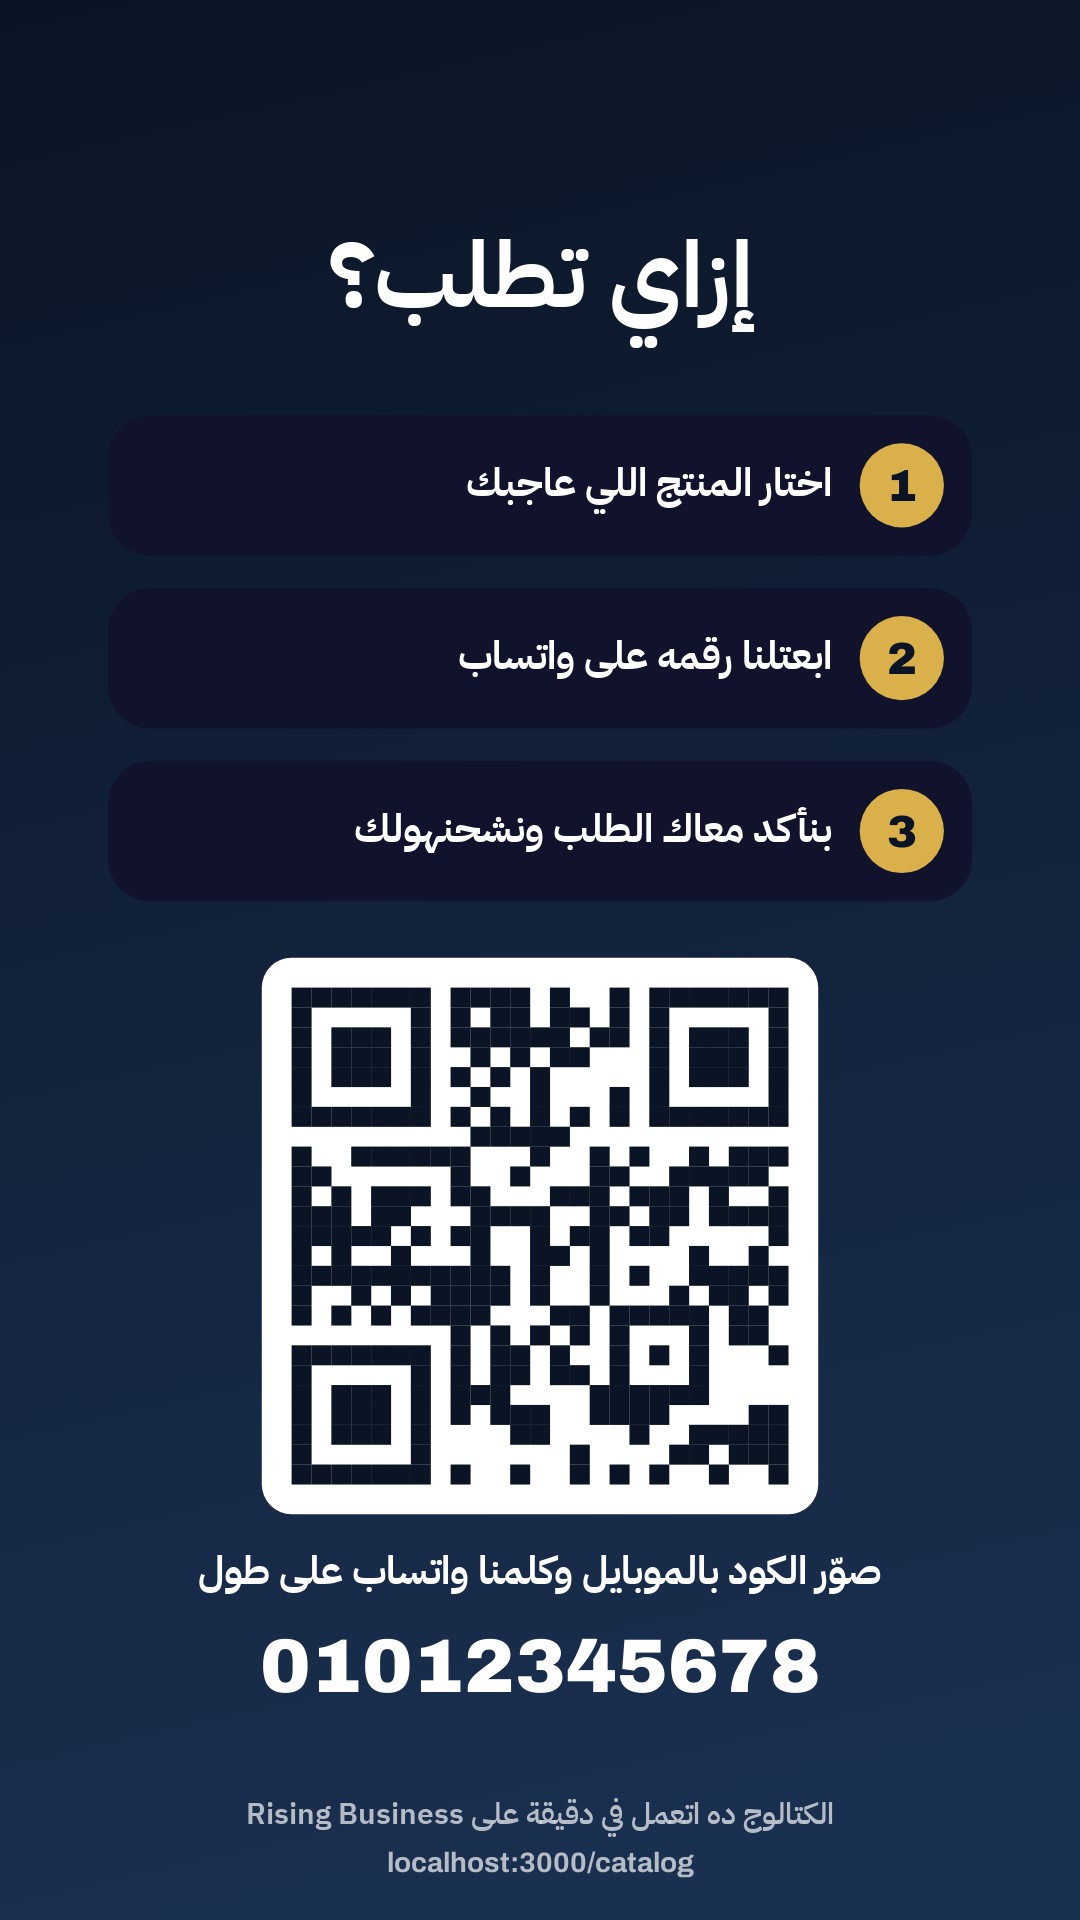 إزاي تطلب؟
1 اختار المنتج اللي عاجبك
2 ابعتلنا رقمه على واتساب
3 بنأكد معاك الطلب ونشحنهولك
صوّر الكود بالموبايل وكلمنا واتساب على طول
01012345678
الكتالوج ده اتعمل في دقيقة على Rising Business
localhost:3000/catalog